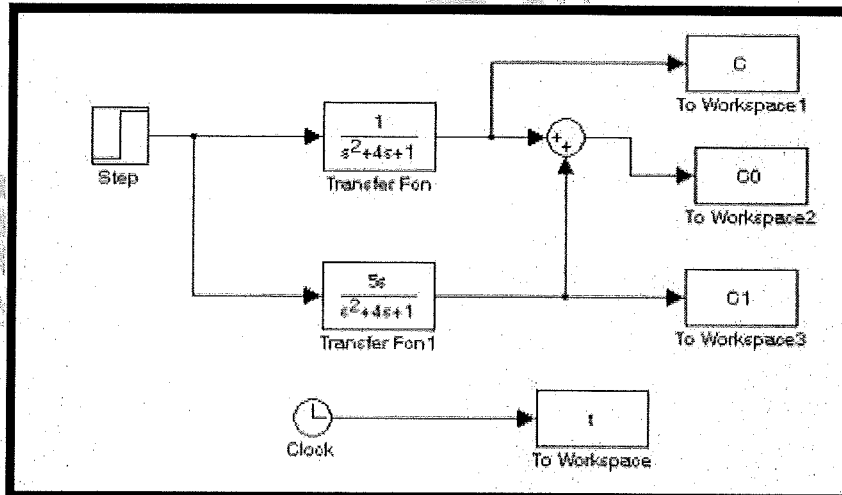 C
To Workspace1
Step
1
s²+4s+1
Transfer Fcn
+
+
C0
To Workspace2
5s
s²+4s+1
Transfer Fcn1
C1
To Workspace3
Clock
t
To Workspace